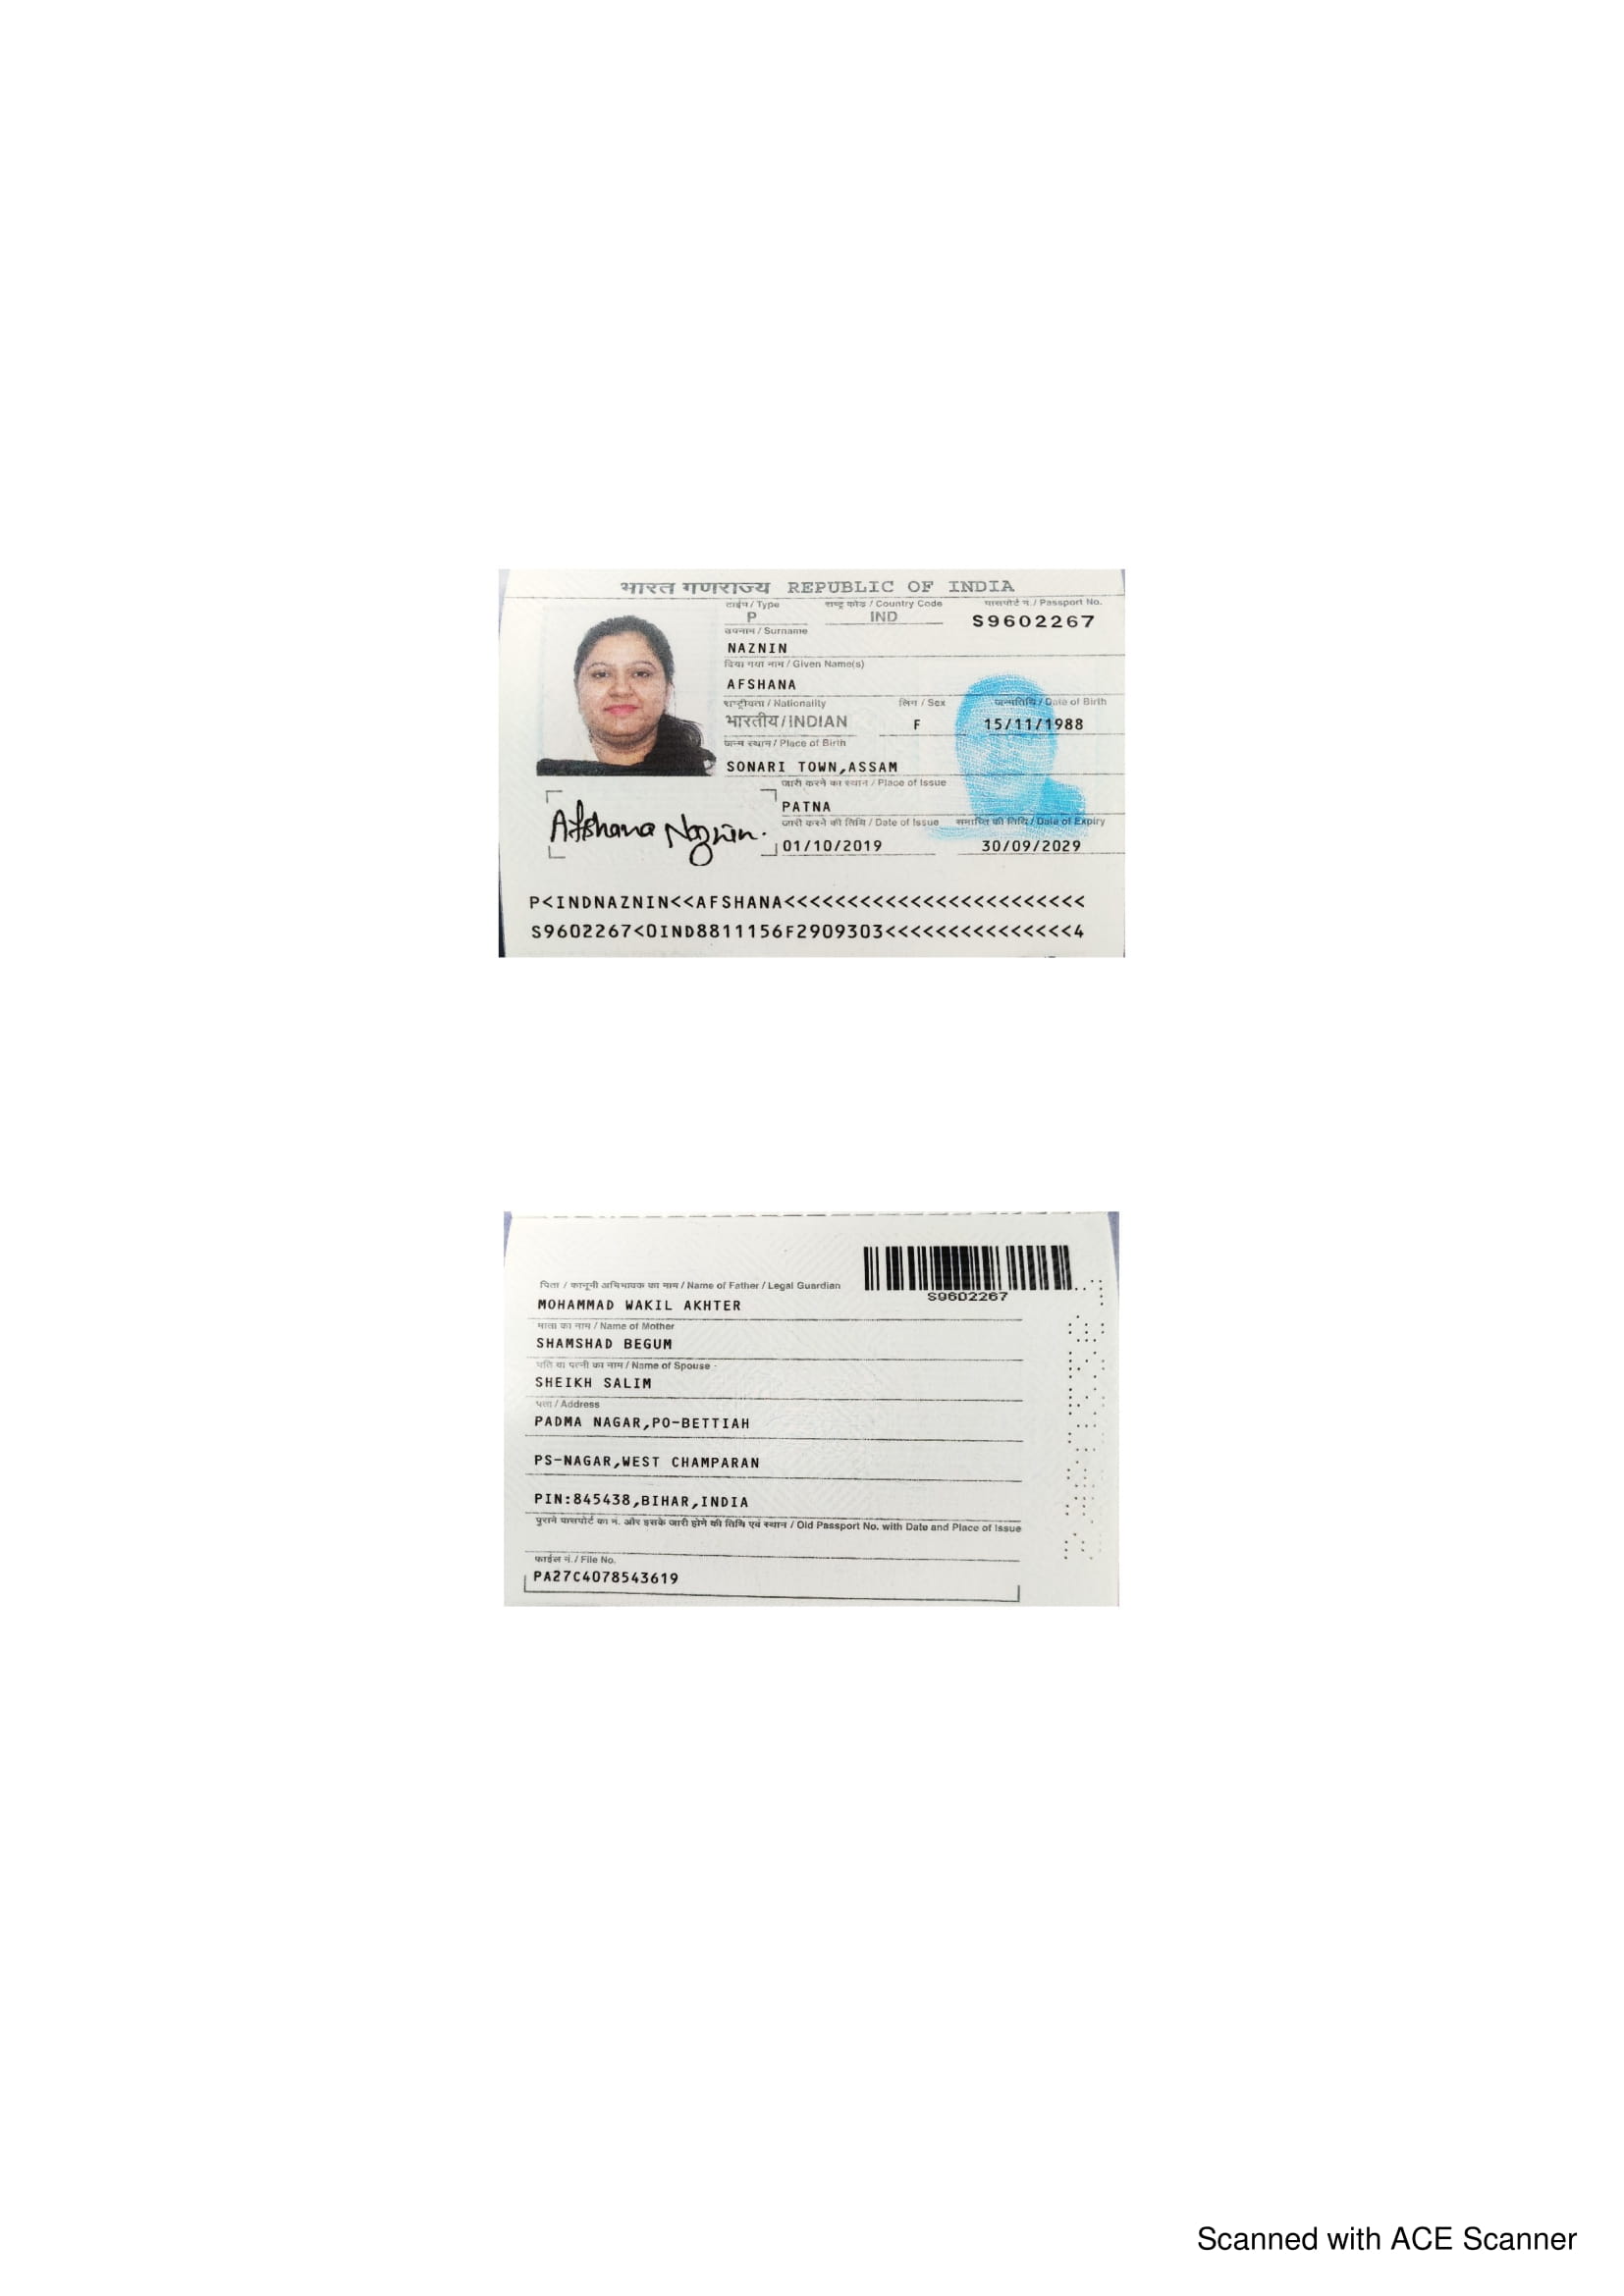 भारत गणराज्य REPUBLIC OF INDIA
टाईप / Type राष्ट्र कोड / Country Code पासपोर्ट नं. / Passport No.
P IND S9602267
उपनाम / Surname
NAZNIN
दिया गया नाम / Given Name(s)
AFSHANA
राष्ट्रीयता / Nationality लिंग / Sex जन्मतिथि / Date of Birth
भारतीय / INDIAN F 15/11/1988
जन्म स्थान / Place of Birth
SONARI TOWN,ASSAM
जारी करने का स्थान / Place of Issue
PATNA
जारी करने की तिथि / Date of Issue समाप्ति की तिथि / Date of Expiry
01/10/2019 30/09/2029
Afshana Naznin.
P<INDNAZNIN<<AFSHANA<<<<<<<<<<<<<<<<<<<<<<<<
S9602267<0IND8811156F2909303<<<<<<<<<<<<<<<4
पिता / कानूनी अभिभावक का नाम / Name of Father / Legal Guardian
S9602267
MOHAMMAD WAKIL AKHTER
माता का नाम / Name of Mother
SHAMSHAD BEGUM
पति या पत्नी का नाम / Name of Spouse
SHEIKH SALIM
पता / Address
PADMA NAGAR,PO-BETTIAH
PS-NAGAR,WEST CHAMPARAN
PIN:845438,BIHAR,INDIA
पुराने पासपोर्ट का नं. और इसके जारी होने की तिथि एवं स्थान / Old Passport No. with Date and Place of Issue
फाईल नं. / File No.
PA27C4078543619
Scanned with ACE Scanner